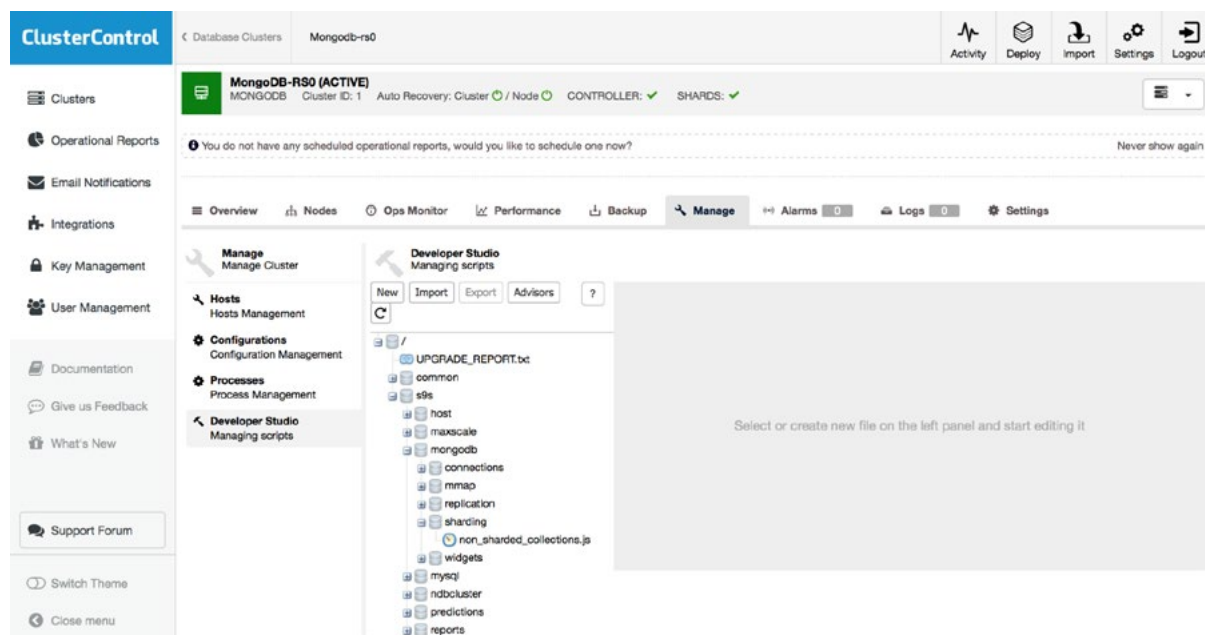 ClusterControl
Database Clusters
Mongodb-rs0
Activity
Deploy
Import
Settings
Logout
Clusters
Operational Reports
Email Notifications
Integrations
Key Management
User Management
Documentation
Give us Feedback
What's New
Support Forum
Switch Theme
Close menu
MongoDB-RS0 (ACTIVE)
MONGODB Cluster ID: 1 Auto Recovery: Cluster / Node CONTROLLER: ✔ SHARDS: ✔
You do not have any scheduled operational reports, would you like to schedule one now?
Never show again
Overview
Nodes
Ops Monitor
Performance
Backup
Manage
Alarms 0
Logs 0
Settings
Manage
Manage Cluster
Hosts
Hosts Management
Configurations
Configuration Management
Processes
Process Management
Developer Studio
Managing scripts
Developer Studio
Managing scripts
New
Import
Export
Advisors
?
/
UPGRADE_REPORT.txt
common
s9s
host
maxscale
mongodb
connections
mmap
replication
sharding
non_sharded_collections.js
widgets
mysql
ndbcluster
predictions
reports
Select or create new file on the left panel and start editing it